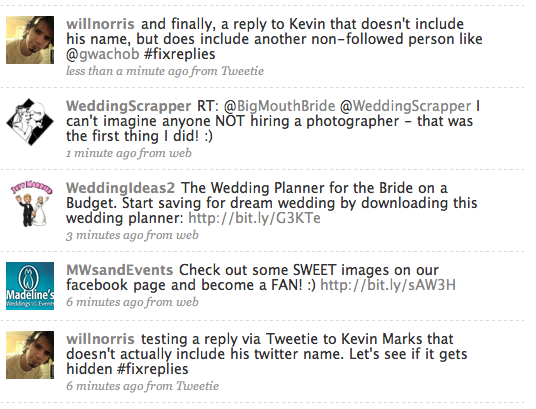 willnorris and finally, a reply to Kevin that doesn't include
his name, but does include another non-followed person like
@gwachob #fixreplies
less than a minute ago from Tweetie
WeddingScrapper RT: @BigMouthBride @WeddingScrapper I
can't imagine anyone NOT hiring a photographer - that was
the first thing I did! :)
1 minute ago from web
Just Married
WeddingIdeas2 The Wedding Planner for the Bride on a
Budget. Start saving for dream wedding by downloading this
wedding planner: http://bit.ly/G3KTe
3 minutes ago from web
Madeline's
Weddings & Events
MWsandEvents Check out some SWEET images on our
facebook page and become a FAN! :) http://bit.ly/sAW3H
6 minutes ago from web
willnorris testing a reply via Tweetie to Kevin Marks that
doesn't actually include his twitter name. Let's see if it gets
hidden #fixreplies
6 minutes ago from Tweetie